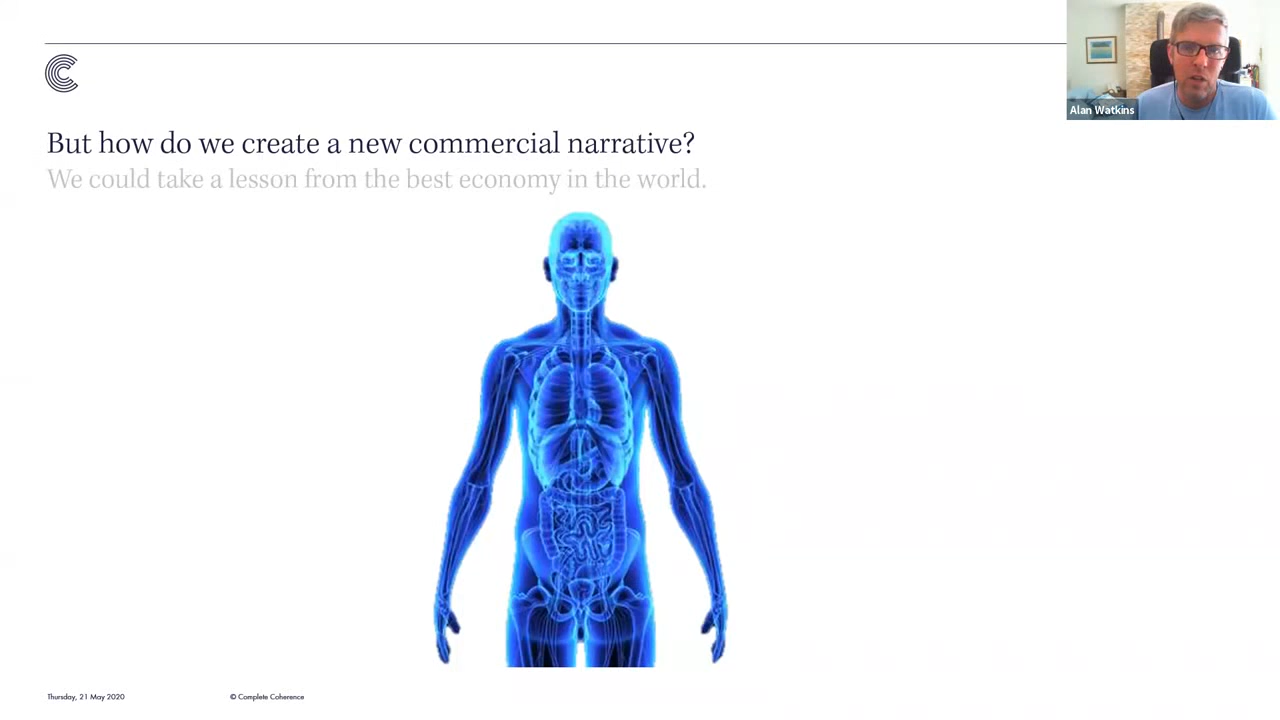 Alan Watkins
But how do we create a new commercial narrative?
We could take a lesson from the best economy in the world.
Thursday, 21 May 2020
© Complete Coherence